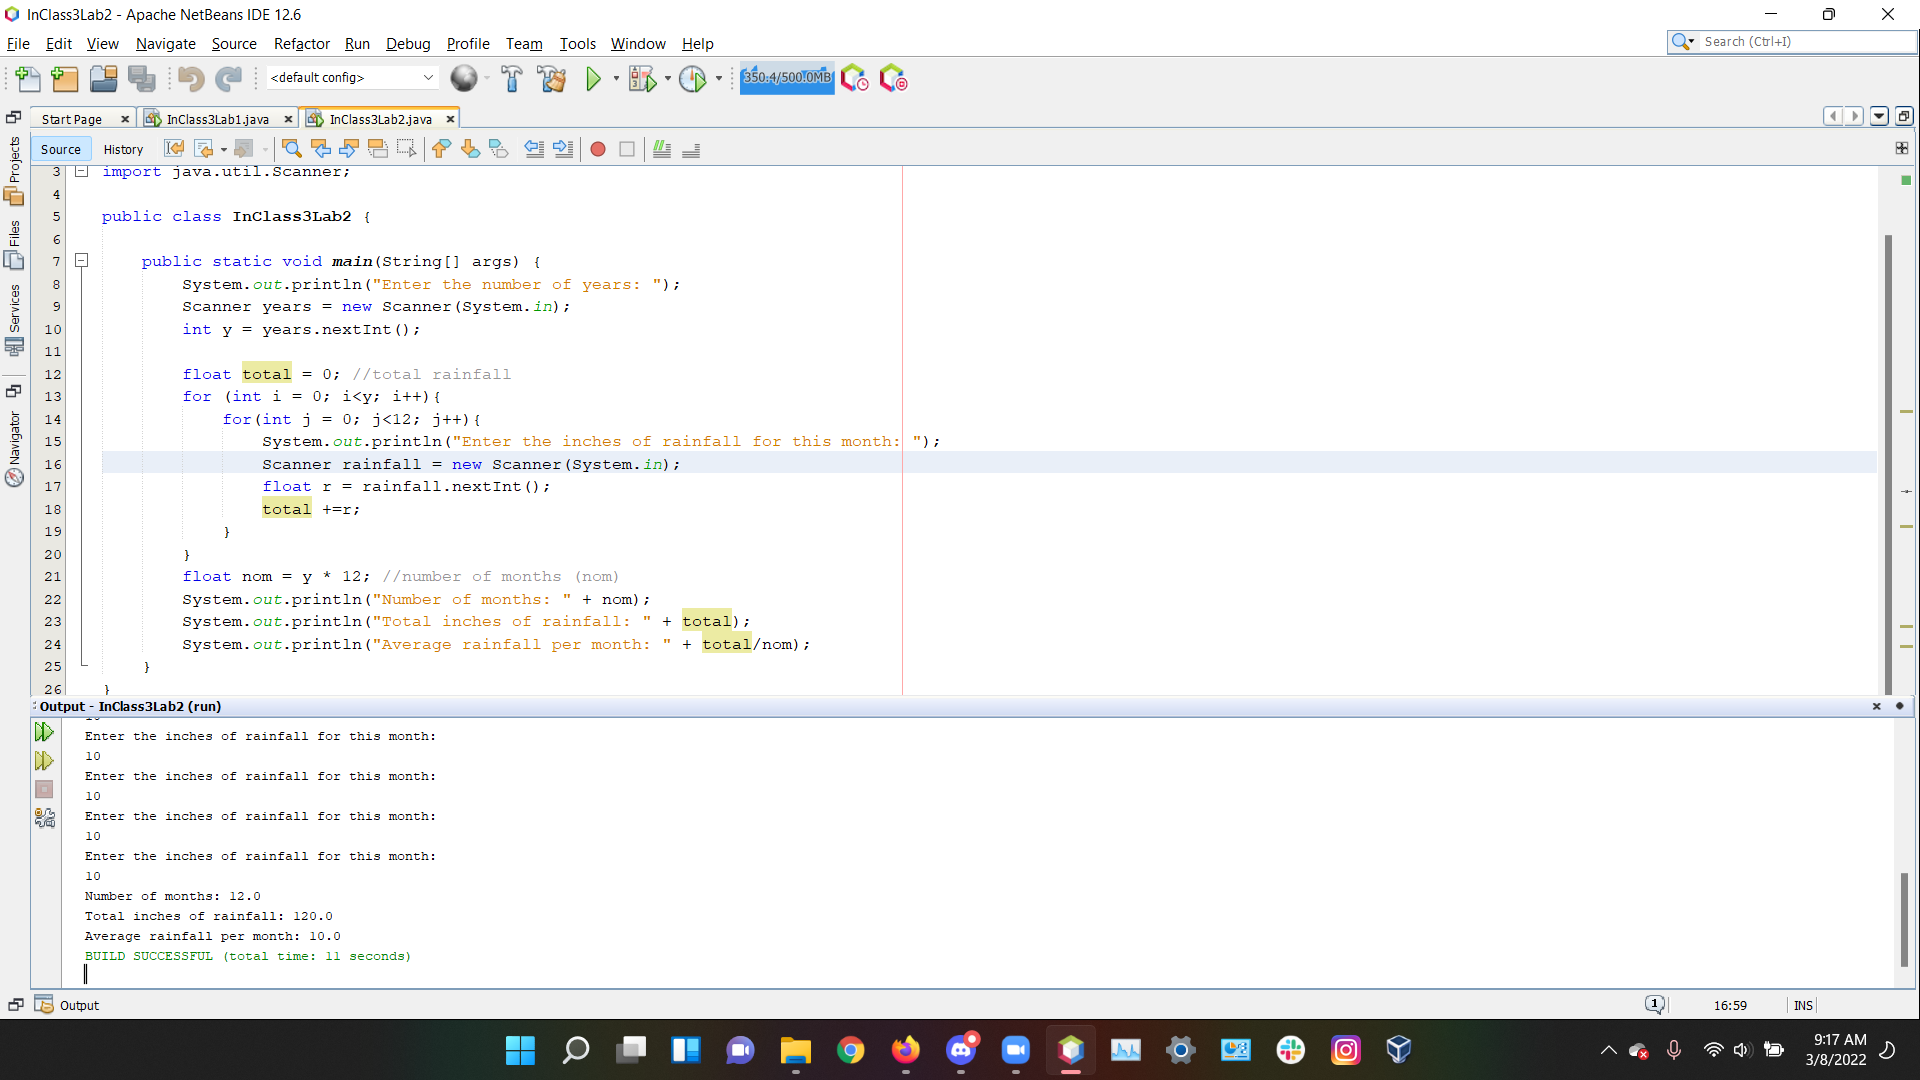 InClass3Lab2 - Apache NetBeans IDE 12.6
File Edit View Navigate Source Refactor Run Debug Profile Team Tools Window Help
Search (Ctrl+I)
<default config>
350.4/500.0MB
Start Page
InClass3Lab1.java
InClass3Lab2.java
Source History
Projects
Files
Services
Navigator
3 import java.util.Scanner;
4
5 public class InClass3Lab2 {
6
7 public static void main(String[] args) {
8 System.out.println("Enter the number of years: ");
9 Scanner years = new Scanner(System.in);
10 int y = years.nextInt();
11
12 float total = 0; //total rainfall
13 for (int i = 0; i<y; i++){
14 for(int j = 0; j<12; j++){
15 System.out.println("Enter the inches of rainfall for this month: ");
16 Scanner rainfall = new Scanner(System.in);
17 float r = rainfall.nextInt();
18 total +=r;
19 }
20 }
21 float nom = y * 12; //number of months (nom)
22 System.out.println("Number of months: " + nom);
23 System.out.println("Total inches of rainfall: " + total);
24 System.out.println("Average rainfall per month: " + total/nom);
25 }
26 }
Output - InClass3Lab2 (run)
10
Enter the inches of rainfall for this month:
10
Enter the inches of rainfall for this month:
10
Enter the inches of rainfall for this month:
10
Enter the inches of rainfall for this month:
10
Number of months: 12.0
Total inches of rainfall: 120.0
Average rainfall per month: 10.0
BUILD SUCCESSFUL (total time: 11 seconds)
Output
1
16:59
INS
9:17 AM
3/8/2022